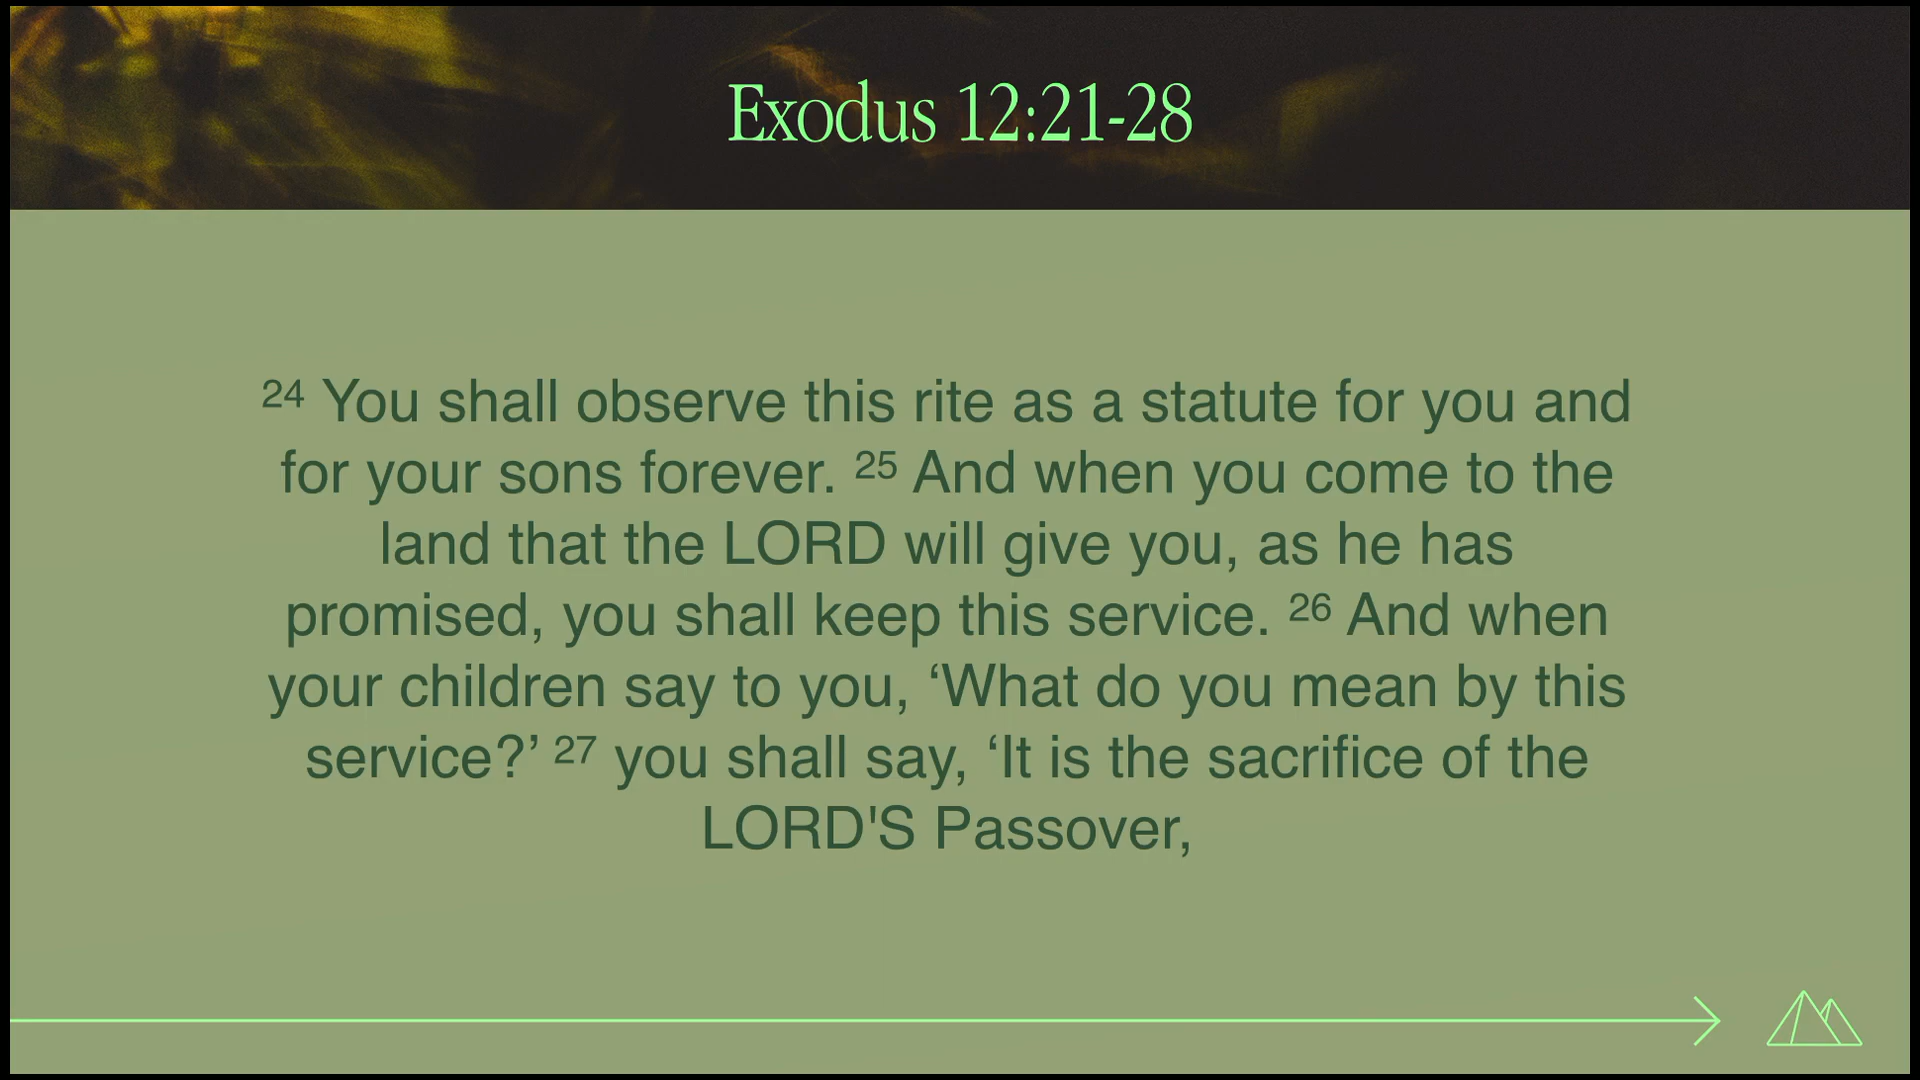 Exodus 12:21-28
24 You shall observe this rite as a statute for you and
for your sons forever. 25 And when you come to the
land that the LORD will give you, as he has
promised, you shall keep this service. 26 And when
your children say to you, ‘What do you mean by this
service?’ 27 you shall say, ‘It is the sacrifice of the
LORD'S Passover,